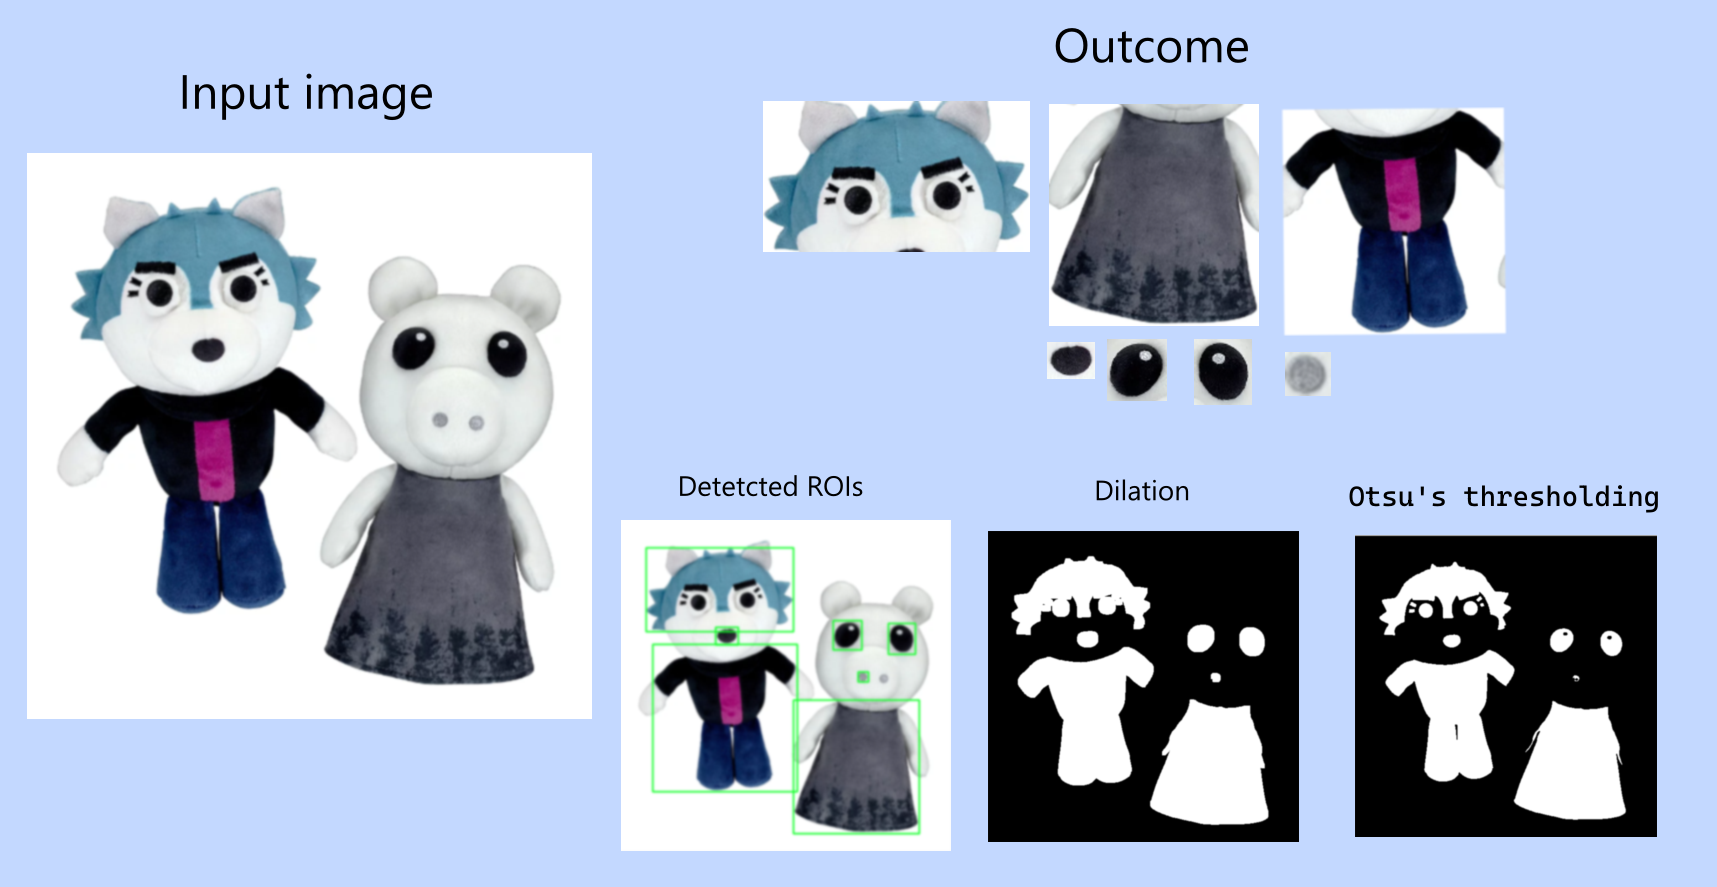 Input image
Outcome
Detetcted ROIs
Dilation
Otsu's thresholding